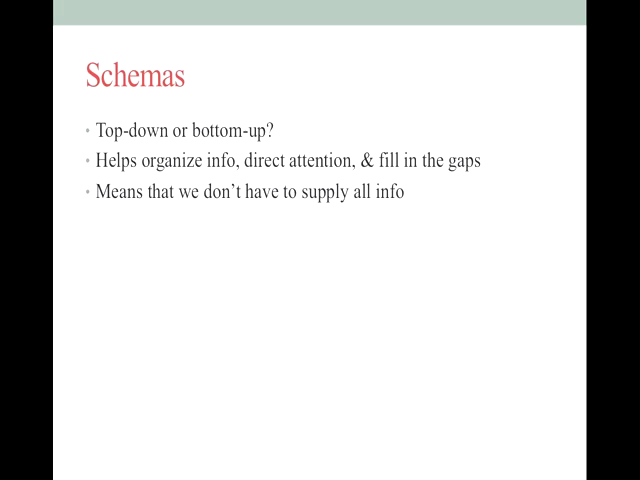 Schemas
• Top-down or bottom-up?
• Helps organize info, direct attention, & fill in the gaps
• Means that we don’t have to supply all info